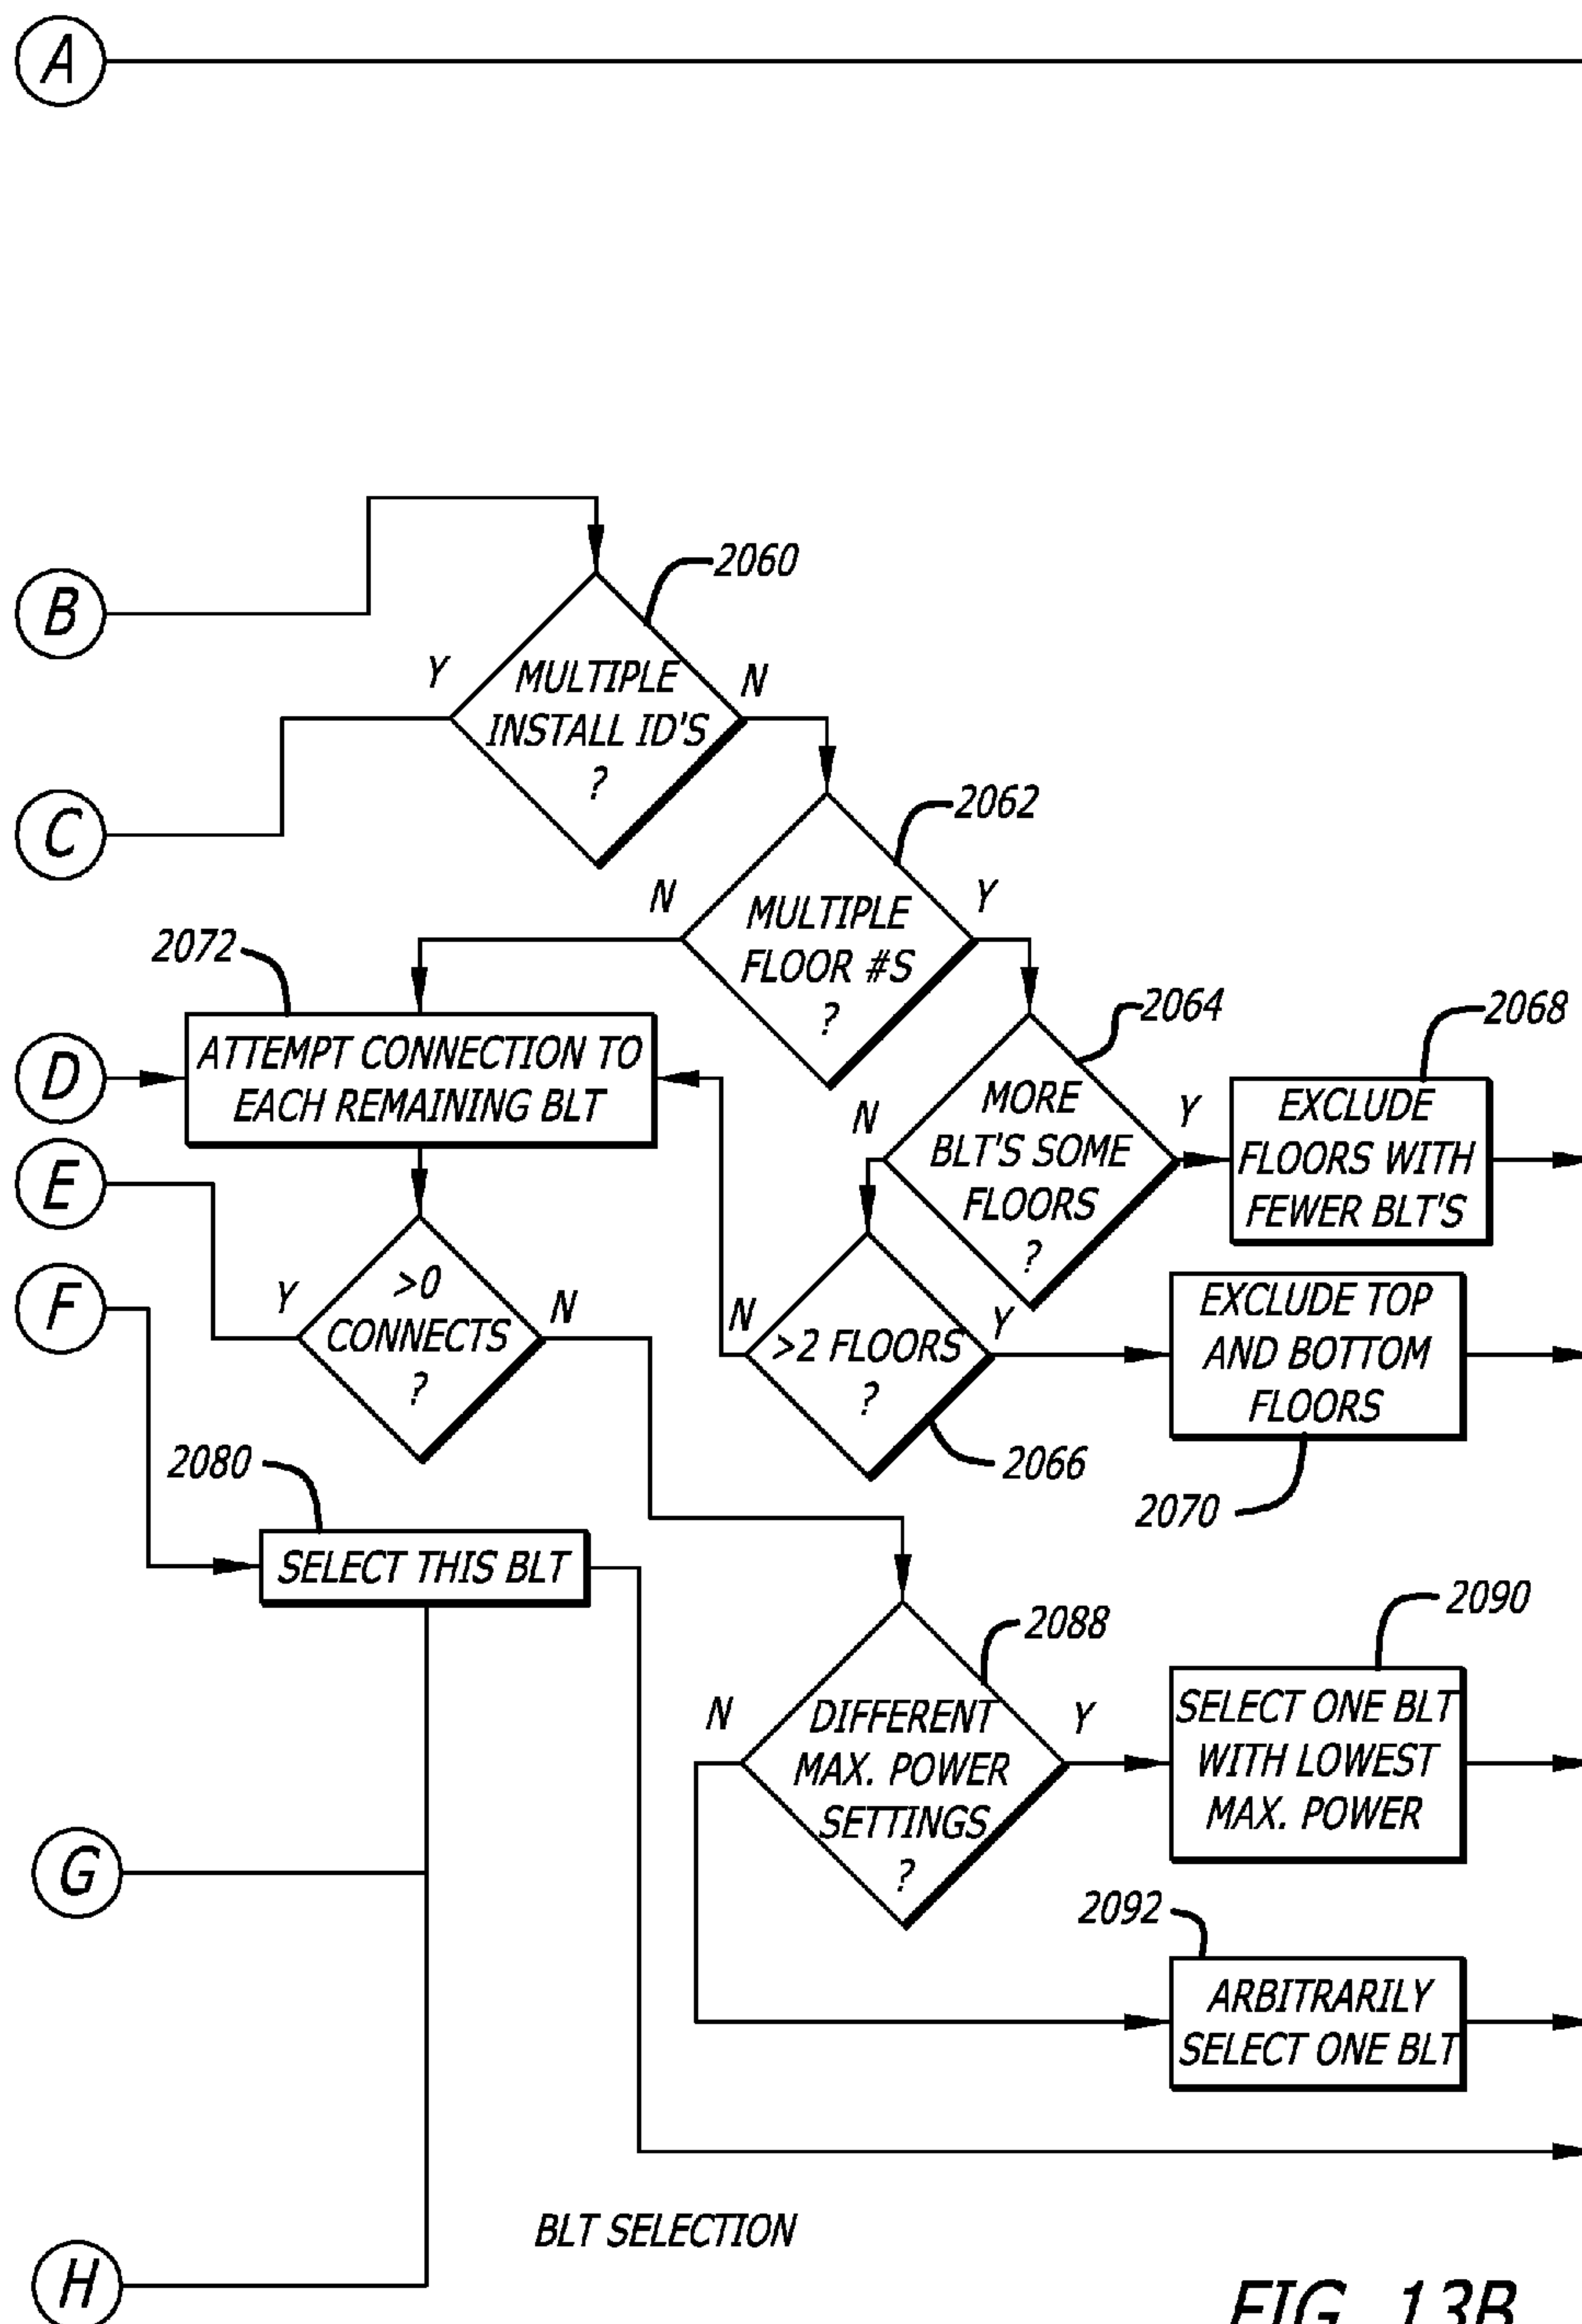 A
B
2060
Y
MULTIPLE
INSTALL ID'S
?
N
C
2062
N
MULTIPLE
FLOOR #S
?
Y
2072
ATTEMPT CONNECTION TO
EACH REMAINING BLT
D
2064
N
MORE
BLT'S SOME
FLOORS
?
Y
2068
EXCLUDE
FLOORS WITH
FEWER BLT'S
E
F
Y
>0
CONNECTS
?
N
N
>2 FLOORS
?
Y
2066
EXCLUDE TOP
AND BOTTOM
FLOORS
2070
2080
SELECT THIS BLT
2088
N
DIFFERENT
MAX. POWER
SETTINGS
?
Y
2090
SELECT ONE BLT
WITH LOWEST
MAX. POWER
G
2092
ARBITRARILY
SELECT ONE BLT
BLT SELECTION
H
FIG. 13B